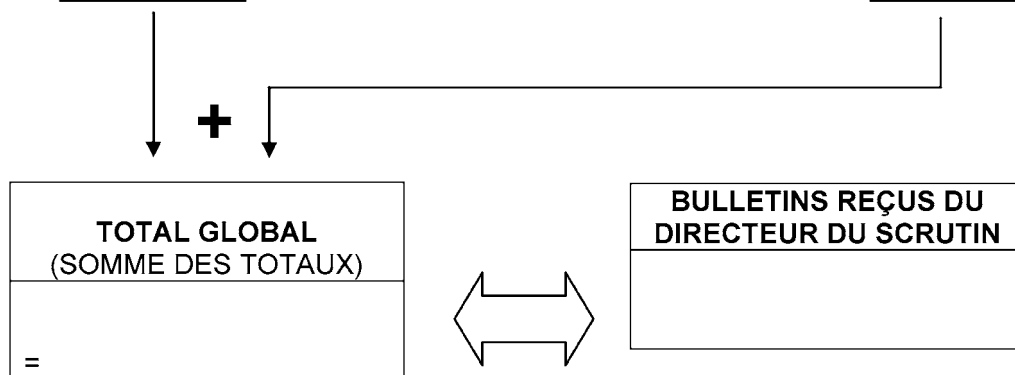 +
TOTAL GLOBAL
(SOMME DES TOTAUX)
=
BULLETINS REÇUS DU
DIRECTEUR DU SCRUTIN